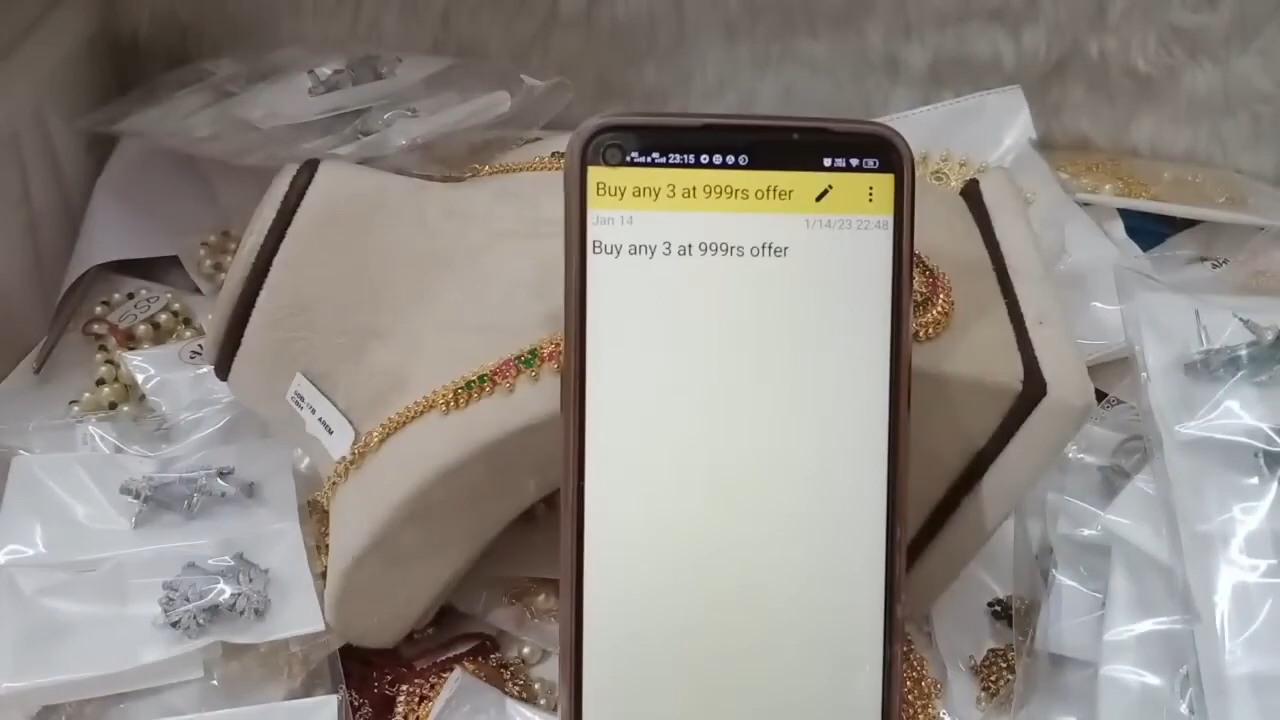 23:15
Buy any 3 at 999rs offer
Jan 14
1/14/23 22:48
Buy any 3 at 999rs offer